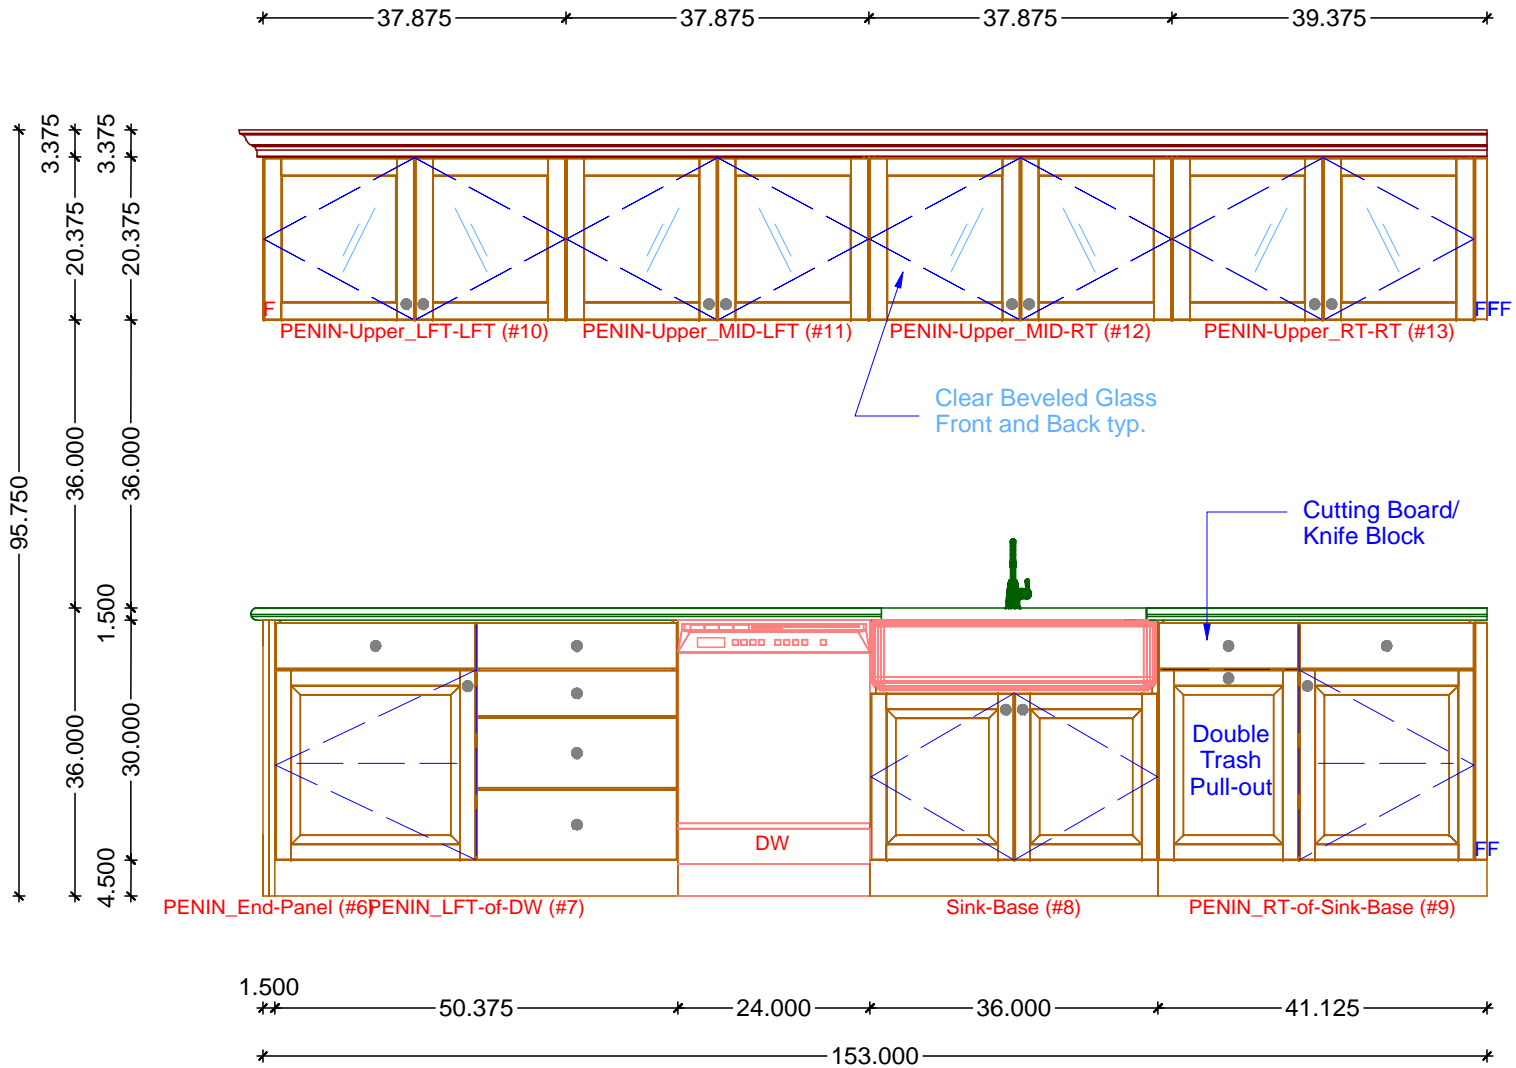 37.875
37.875
37.875
39.375
3.375
3.375
20.375
20.375
F
FFF
PENIN-Upper_LFT-LFT (#10)
PENIN-Upper_MID-LFT (#11)
PENIN-Upper_MID-RT (#12)
PENIN-Upper_RT-RT (#13)
Clear Beveled Glass
Front and Back typ.
95.750
36.000
36.000
Cutting Board/
Knife Block
1.500
36.000
30.000
4.500
Double
Trash
Pull-out
DW
FF
PENIN_End-Panel (#6)
PENIN_LFT-of-DW (#7)
Sink-Base (#8)
PENIN_RT-of-Sink-Base (#9)
1.500
50.375
24.000
36.000
41.125
153.000